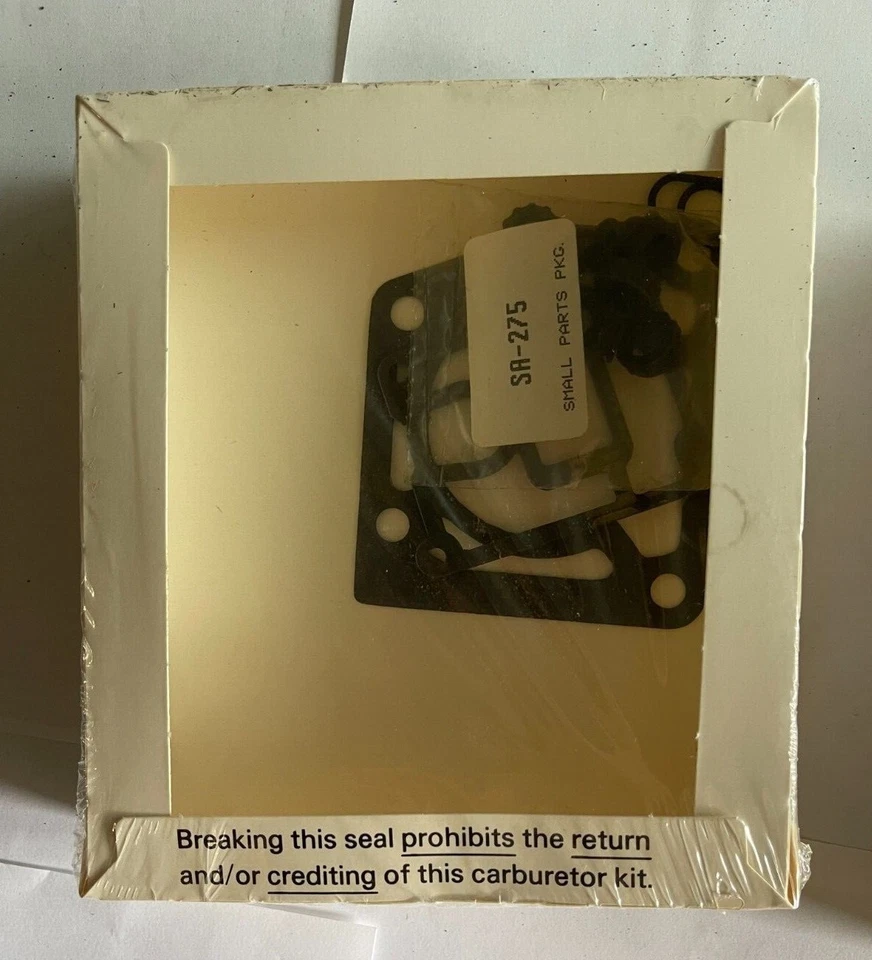 SA-275
SMALL PARTS PKG.
Breaking this seal prohibits the return
and/or crediting of this carburetor kit.